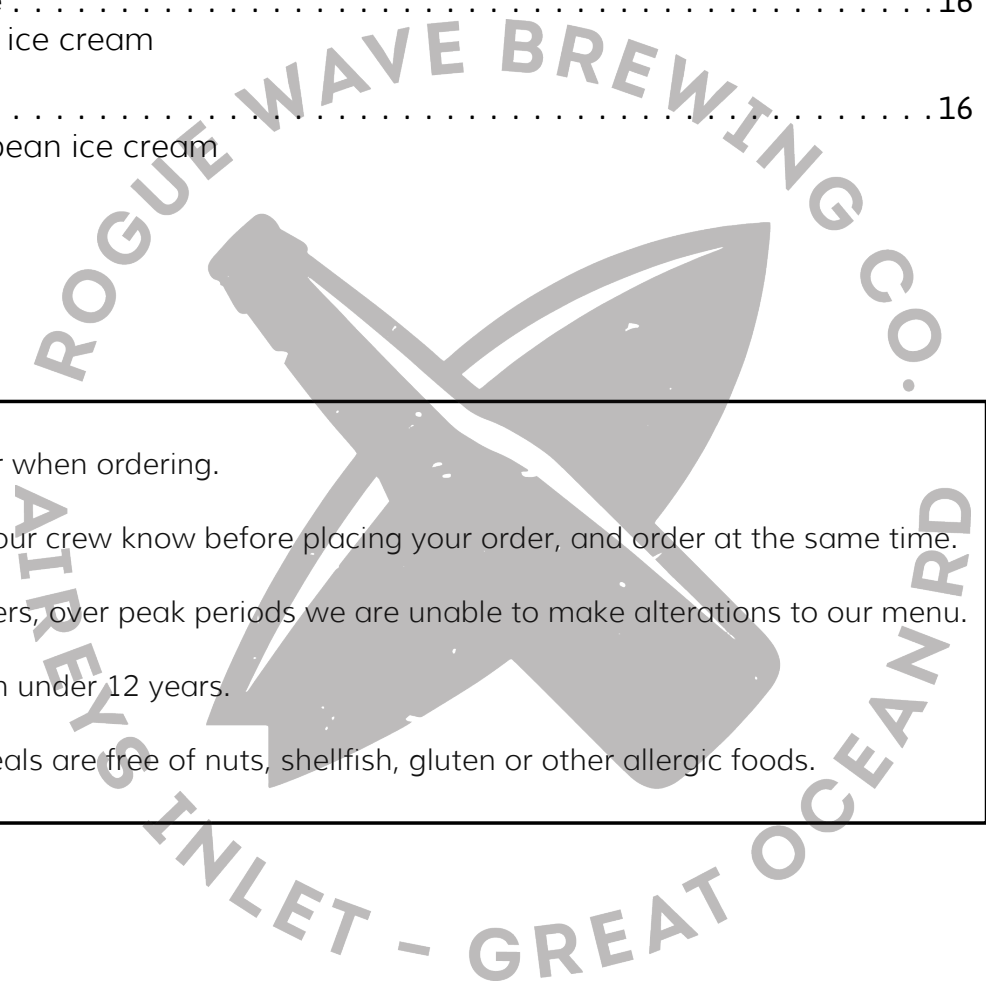 . . . . . . . . . . . . . . . . . . . . . . . . . . . . . . . . . . . . . . . . . . . . . . . . . . . . . 16
ice cream
. . . . . . . . . . . . . . . . . . . . . . . . . . . . . . . . . . . . . . . . . . . . . . . . . . . . . 16
bean ice cream
when ordering.
our crew know before placing your order, and order at the same time.
ers, over peak periods we are unable to make alterations to our menu.
under 12 years.
eals are free of nuts, shellfish, gluten or other allergic foods.
ROGUE WAVE BREWING CO.
AIREYS INLET – GREAT OCEAN RD